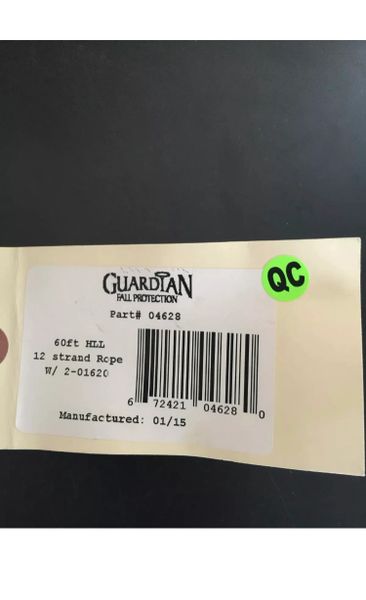 QC
GUARDIAN
FALL PROTECTION
Part# 04628
60ft HLL
12 strand Rope
W/ 2-01620
6 72421 04628 0
Manufactured: 01/15